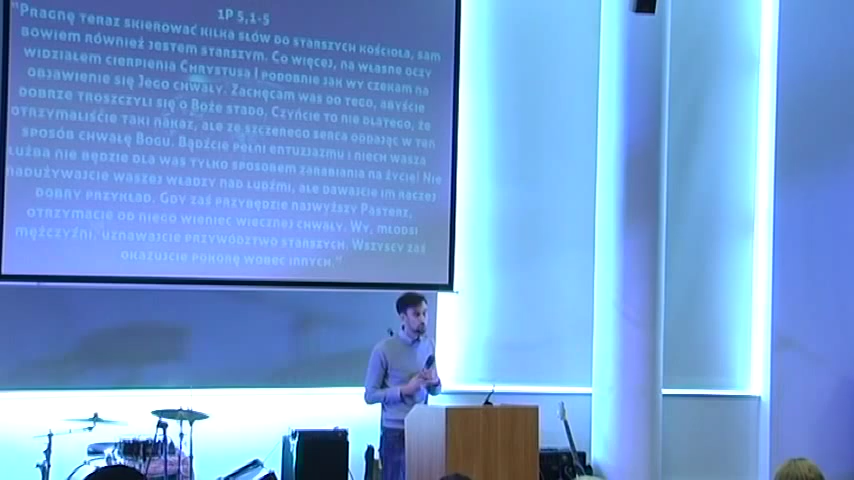 1P 5,1-5
"Pragnę teraz skierować kilka słów do starszych kościoła, sam
bowiem również jestem starszym. Co więcej, na własne oczy
widziałem cierpienia Chrystusa i podobnie jak wy czekam na
objawienie się Jego chwały. Zachęcam was do tego, abyście
dobrze troszczyli się o Boże stado. Czyńcie to nie dlatego, że
otrzymaliście taki nakaz, ale ze szczerego serca oddając w ten
sposób chwałę Bogu. Bądźcie pełni entuzjazmu i niech wasza
służba nie będzie dla was tylko sposobem zarabiania na życie! Nie
nadużywajcie waszej władzy nad ludźmi, ale dawajcie im raczej
dobry przykład. Gdy zaś przybędzie Najwyższy Pasterz,
otrzymacie od Niego wieniec wiecznej chwały. Wy, młodsi
mężczyźni, uznawajcie przywództwo starszych. Wszyscy zaś
okazujcie pokorę wobec innych."